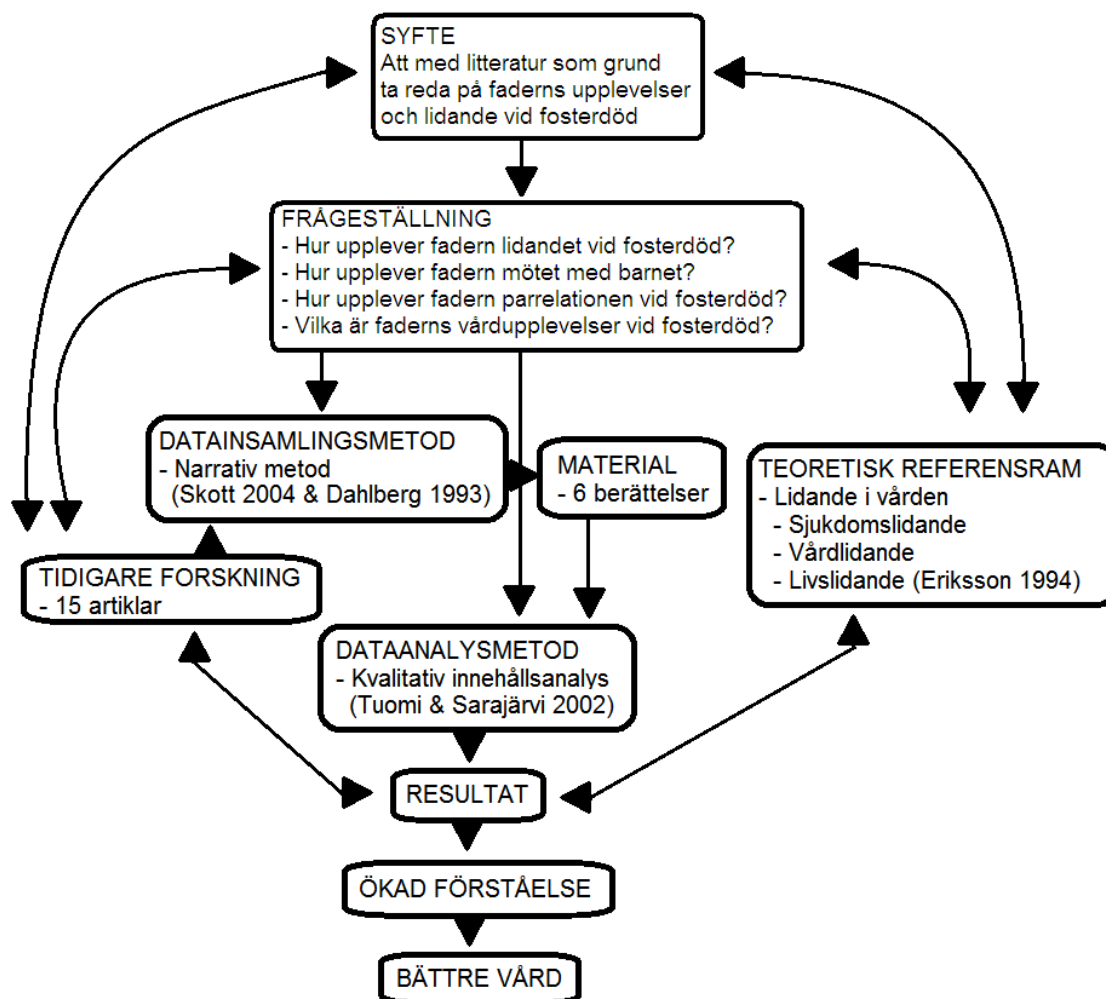 SYFTE
Att med litteratur som grund
ta reda på faderns upplevelser
och lidande vid fosterdöd
FRÅGESTÄLLNING
- Hur upplever fadern lidandet vid fosterdöd?
- Hur upplever fadern mötet med barnet?
- Hur upplever fadern parrelationen vid fosterdöd?
- Vilka är faderns vårdupplevelser vid fosterdöd?
DATAINSAMLINGSMETOD
- Narrativ metod
(Skott 2004 & Dahlberg 1993)
MATERIAL
- 6 berättelser
TEORETISK REFERENSRAM
- Lidande i vården
- Sjukdomslidande
- Vårdlidande
- Livslidande (Eriksson 1994)
TIDIGARE FORSKNING
- 15 artiklar
DATAANALYSMETOD
- Kvalitativ innehållsanalys
(Tuomi & Sarajärvi 2002)
RESULTAT
ÖKAD FÖRSTÅELSE
BÄTTRE VÅRD